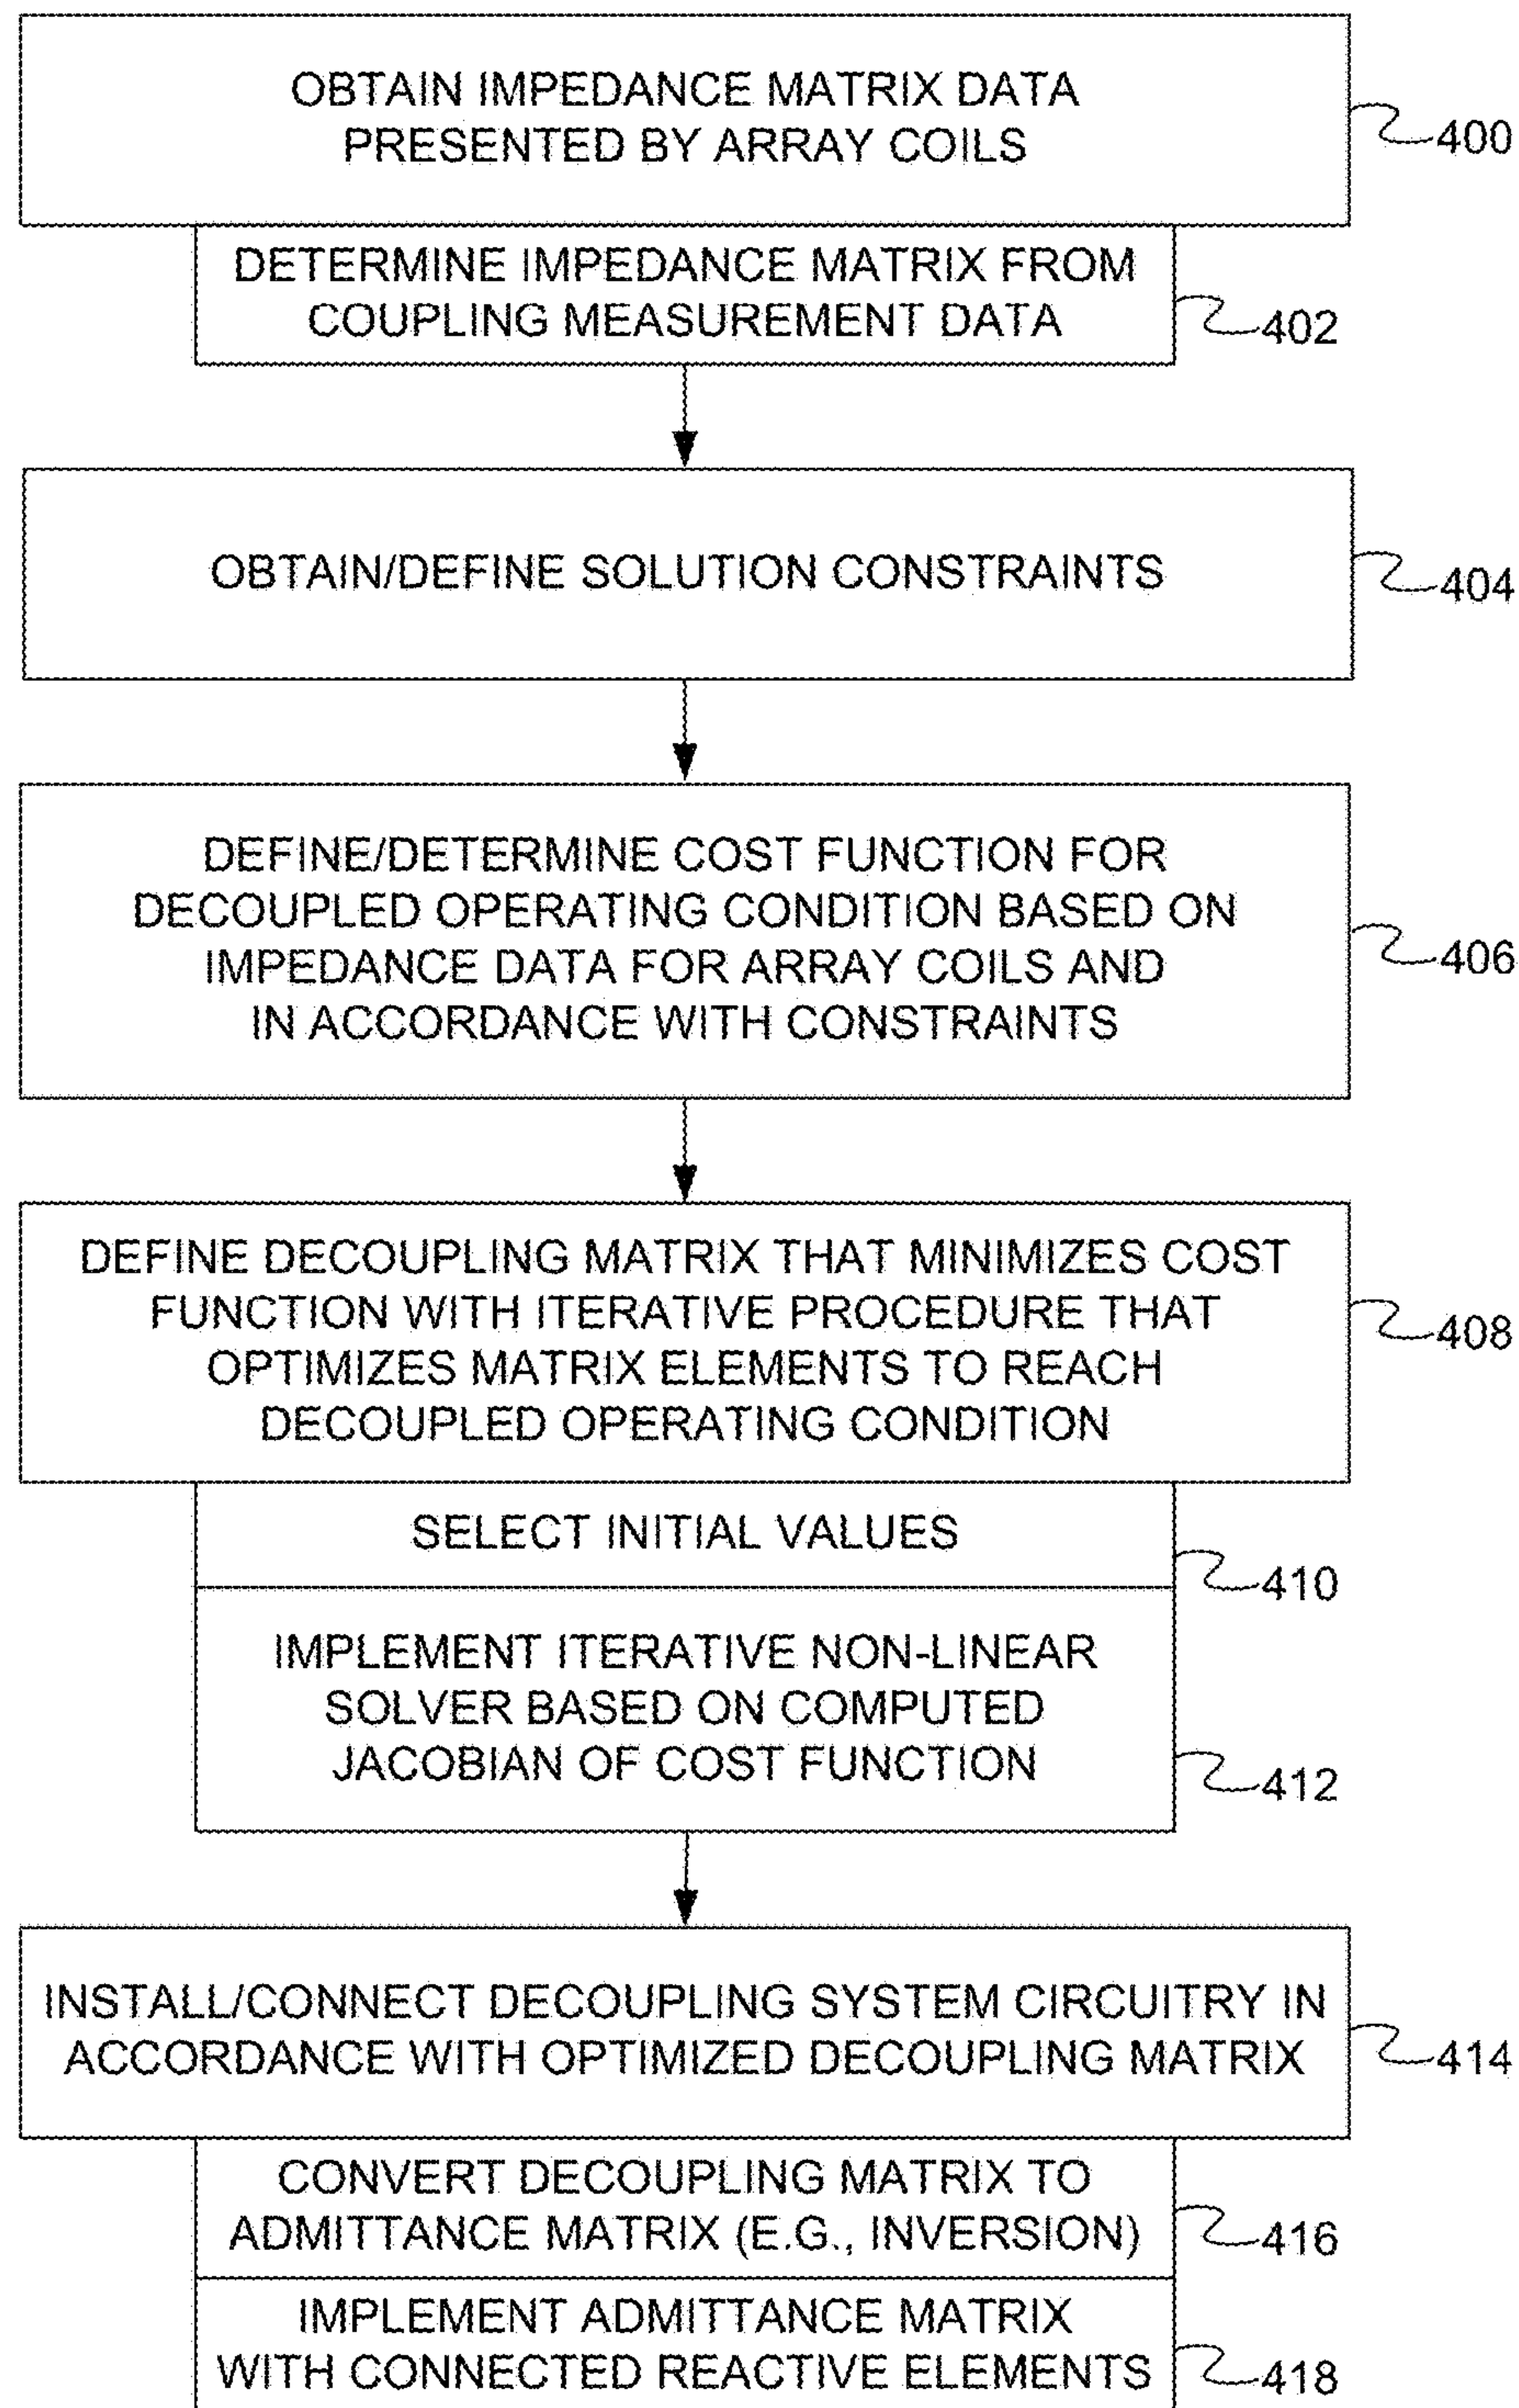 OBTAIN IMPEDANCE MATRIX DATA
PRESENTED BY ARRAY COILS
400
DETERMINE IMPEDANCE MATRIX FROM
COUPLING MEASUREMENT DATA
402
OBTAIN/DEFINE SOLUTION CONSTRAINTS
404
DEFINE/DETERMINE COST FUNCTION FOR
DECOUPLED OPERATING CONDITION BASED ON
IMPEDANCE DATA FOR ARRAY COILS AND
IN ACCORDANCE WITH CONSTRAINTS
406
DEFINE DECOUPLING MATRIX THAT MINIMIZES COST
FUNCTION WITH ITERATIVE PROCEDURE THAT
OPTIMIZES MATRIX ELEMENTS TO REACH
DECOUPLED OPERATING CONDITION
408
SELECT INITIAL VALUES
410
IMPLEMENT ITERATIVE NON-LINEAR
SOLVER BASED ON COMPUTED
JACOBIAN OF COST FUNCTION
412
INSTALL/CONNECT DECOUPLING SYSTEM CIRCUITRY IN
ACCORDANCE WITH OPTIMIZED DECOUPLING MATRIX
414
CONVERT DECOUPLING MATRIX TO
ADMITTANCE MATRIX (E.G., INVERSION)
416
IMPLEMENT ADMITTANCE MATRIX
WITH CONNECTED REACTIVE ELEMENTS
418